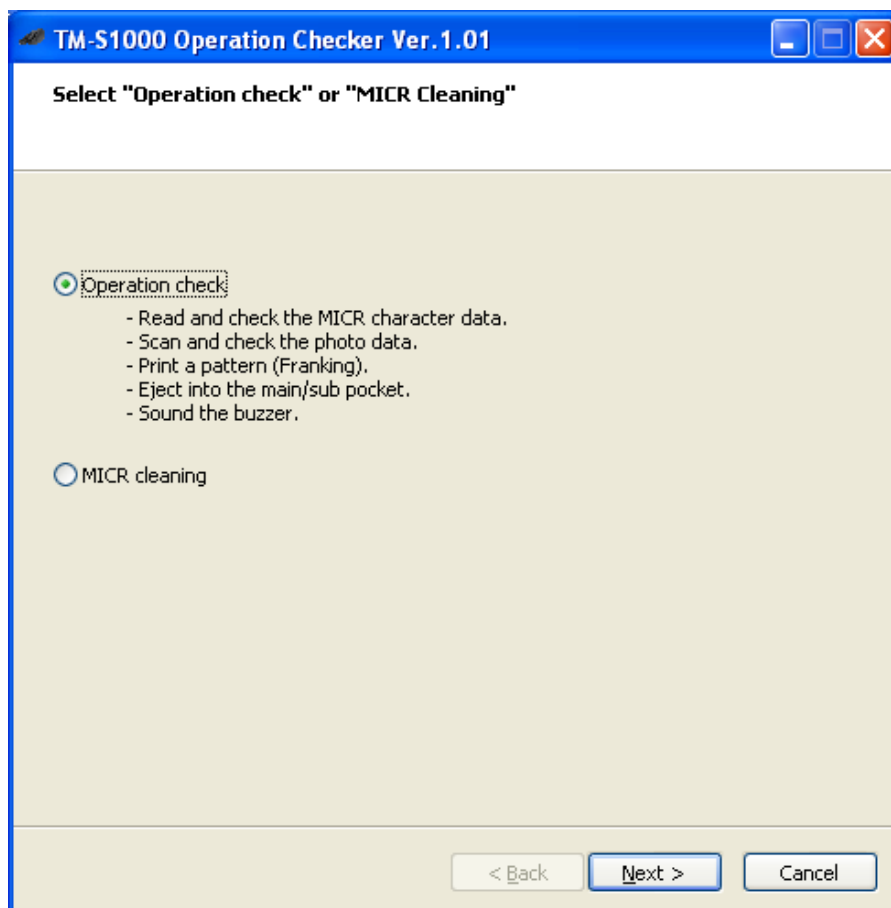 TM-S1000 Operation Checker Ver.1.01
Select "Operation check" or "MICR Cleaning"
Operation check
- Read and check the MICR character data.
- Scan and check the photo data.
- Print a pattern (Franking).
- Eject into the main/sub pocket.
- Sound the buzzer.
MICR cleaning
< Back Next > Cancel